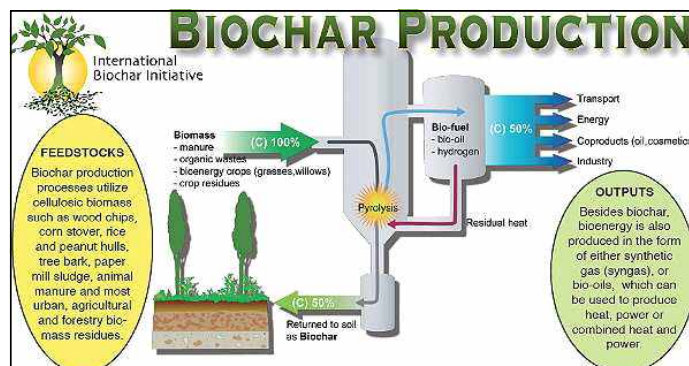 BIOCHAR PRODUCTION
International
Biochar Initiative
FEEDSTOCKS
Biochar production
processes utilize
cellulosic biomass
such as wood chips,
corn stover, rice
and peanut hulls,
tree bark, paper
mill sludge, animal
manure and most
urban, agricultural
and forestry bio-
mass residues.
Biomass
- manure
- organic wastes
- bioenergy crops (grasses,willows)
- crop residues
(C) 100%
Pyrolysis
Bio-fuel
- bio-oil
- hydrogen
(C) 50%
Transport
Energy
Coproducts (oil,cosmetics
Industry
Residual heat
(C) 50%
Returned to soil
as Biochar
OUTPUTS
Besides biochar,
bioenergy is also
produced in the form
of either synthetic
gas (syngas), or
bio-oils, which can
be used to produce
heat, power or
combined heat and
power.